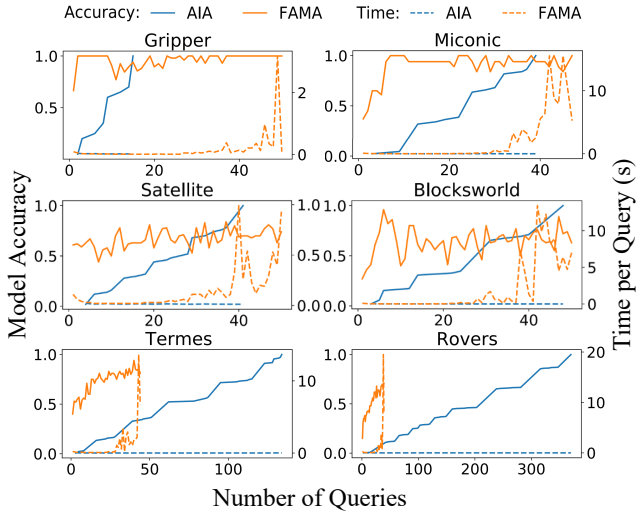 Accuracy: AIA FAMA Time: AIA FAMA
Gripper Miconic
1.0 0.5 2 0 0 20 40
1.0 0.5 0.0 10 0 0 20 40
Satellite Blocksworld
1.0 0.5 0.0 1.0 0.5 0.0 0 20 40
1.0 0.5 0.0 10 5 0 0 20 40
Termes Rovers
1.0 0.5 0.0 10 0 0 50 100
1.0 0.5 0.0 20 10 0 0 100 200 300
Model Accuracy
Time per Query (s)
Number of Queries